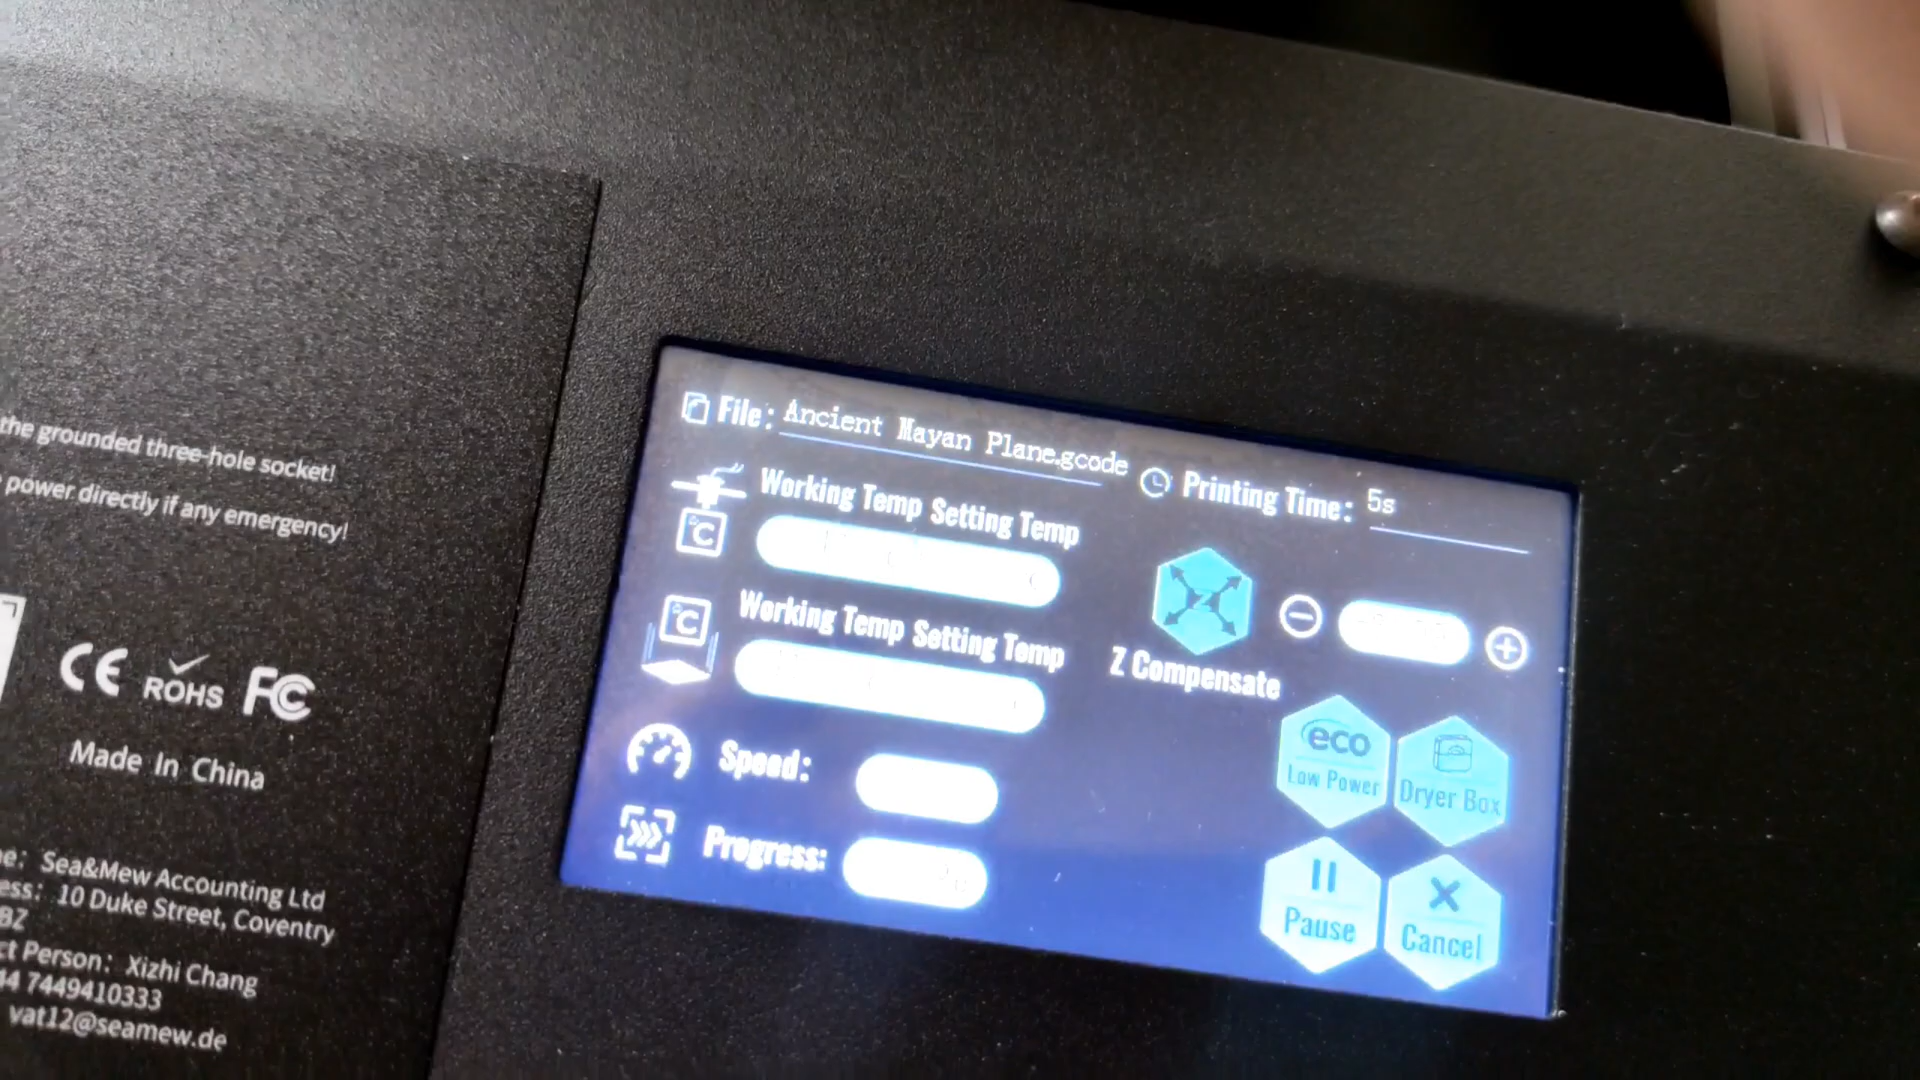 the grounded three-hole socket!
power directly if any emergency!
CE ROHS FC
Made In China
Sea&Mew Accounting Ltd
10 Duke Street, Coventry
BZ
ct Person: Xizhi Chang
44 7449410333
vat12@seamew.de
File: Ancient Mayan Plane.gcode
Printing Time: 5s
Working Temp Setting Temp
°C
Working Temp Setting Temp
°C
Z
Z Compensate
Speed:
Progress:
eco
Low Power
Dryer Box
Pause
Cancel